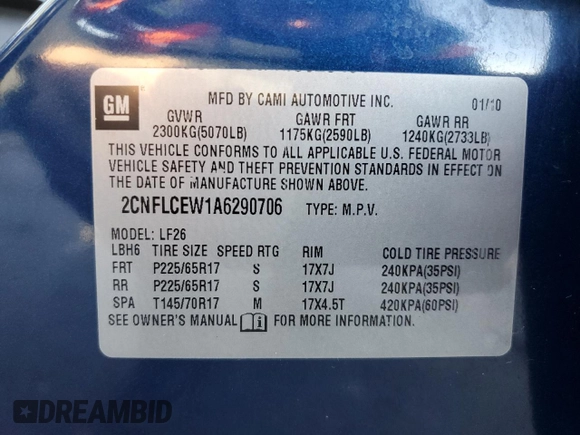 GM
MFD BY CAMI AUTOMOTIVE INC. 01/10
GVWR GAWR FRT GAWR RR
2300KG(5070LB) 1175KG(2590LB) 1240KG(2733LB)
THIS VEHICLE CONFORMS TO ALL APPLICABLE U.S. FEDERAL MOTOR
VEHICLE SAFETY AND THEFT PREVENTION STANDARDS IN EFFECT ON
THE DATE OF MANUFACTURE SHOWN ABOVE.
2CNFLCEW1A6290706 TYPE: M.P.V.
MODEL: LF26
LBH6 TIRE SIZE SPEED RTG RIM COLD TIRE PRESSURE
FRT P225/65R17 S 17X7J 240KPA(35PSI)
RR P225/65R17 S 17X7J 240KPA(35PSI)
SPA T145/70R17 M 17X4.5T 420KPA(60PSI)
SEE OWNER'S MANUAL FOR MORE INFORMATION.
DREAMBID